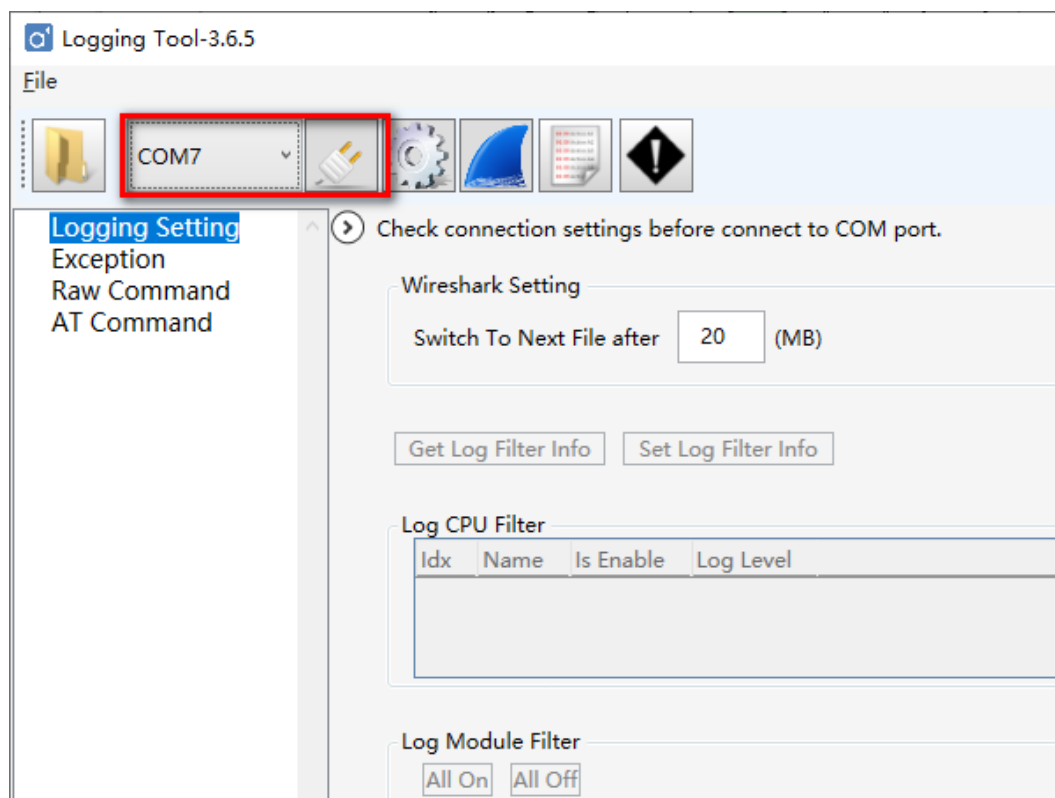 Logging Tool-3.6.5
File
COM7
Logging Setting
Exception
Raw Command
AT Command
Check connection settings before connect to COM port.
Wireshark Setting
Switch To Next File after 20 (MB)
Get Log Filter Info Set Log Filter Info
Log CPU Filter
Idx Name Is Enable Log Level
Log Module Filter
All On All Off